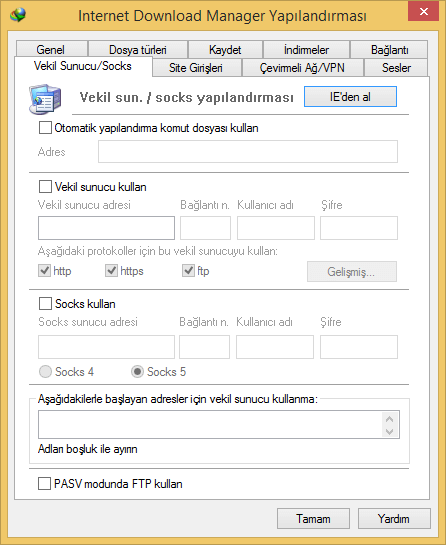 Internet Download Manager Yapılandırması
Genel Dosya türleri Kaydet İndirmeler Bağlantı
Vekil Sunucu/Socks Site Girişleri Çevirmeli Ağ/VPN Sesler
Vekil sun. / socks yapılandırması IE'den al
Otomatik yapılandırma komut dosyası kullan
Adres
Vekil sunucu kullan
Vekil sunucu adresi Bağlantı n. Kullanici adı Şifre
Aşağıdaki protokoller için bu vekil sunucuyu kullan:
http https ftp Gelişmiş...
Socks kullan
Socks sunucu adresi Bağlantı n. Kullanıcı adı Şifre
Socks 4 Socks 5
Aşağıdakilerle başlayan adresler için vekil sunucu kullanma:
Adları boşluk ile ayırın
PASV modunda FTP kullan
Tamam Yardım